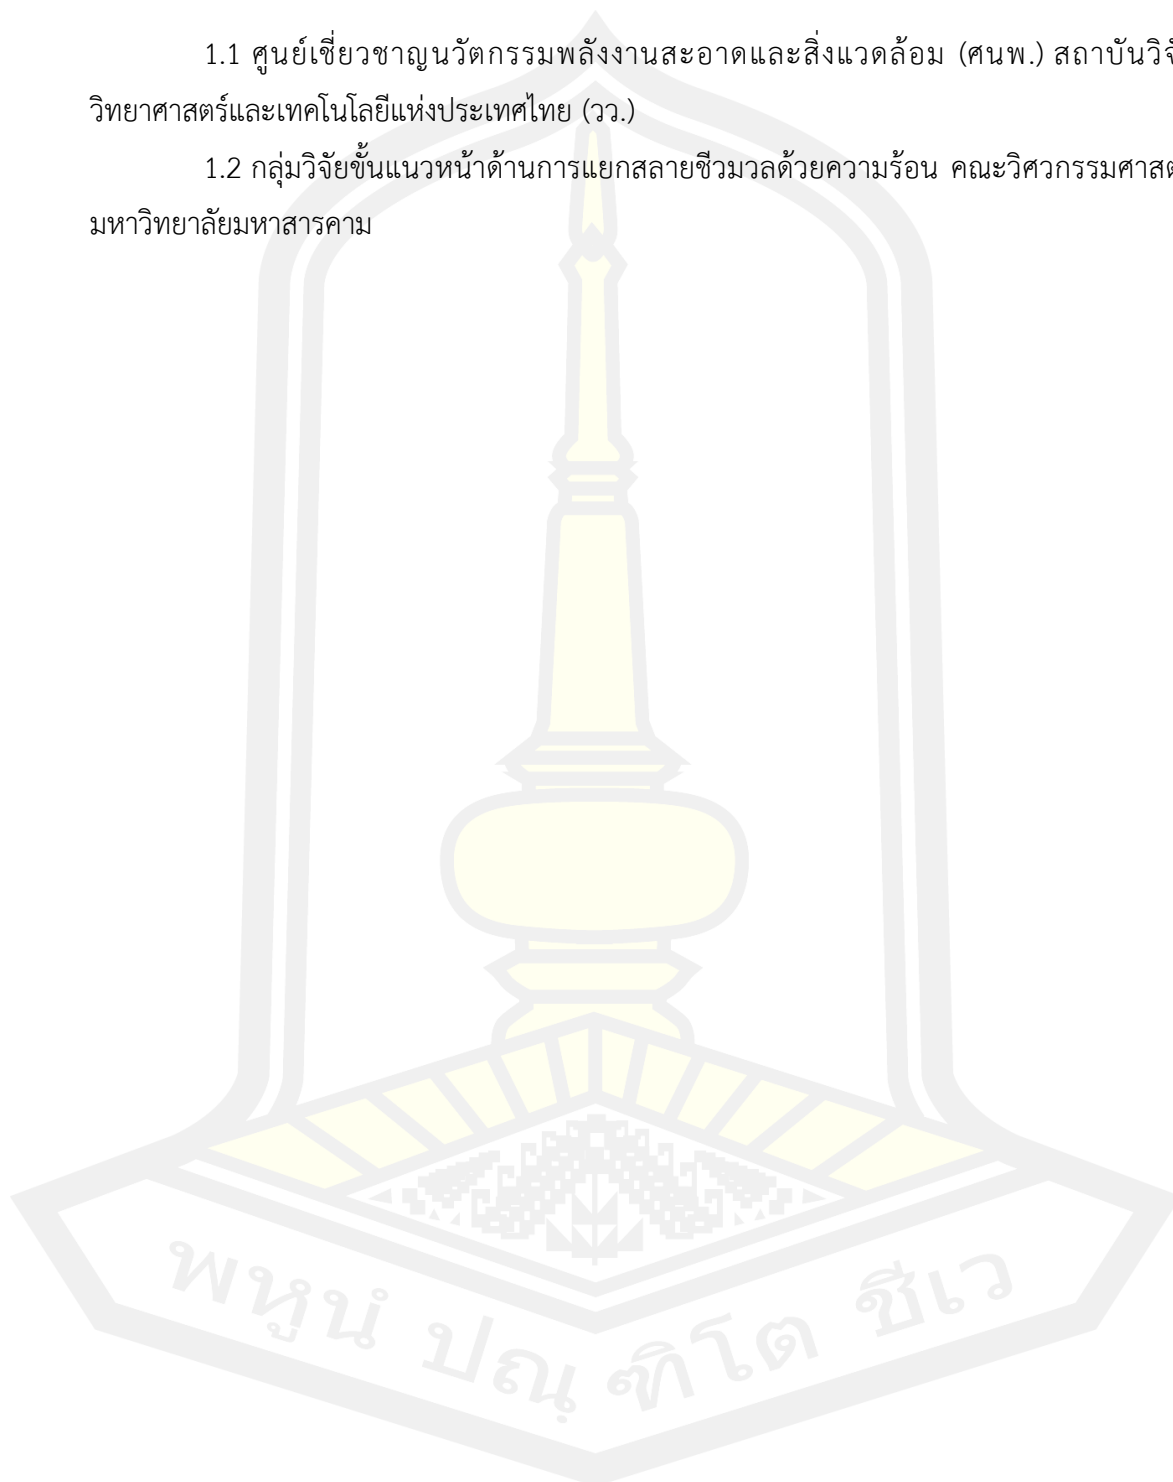 1.1 ศูนย์เชี่ยวชาญนวัตกรรมพลังงานสะอาดและสิ่งแวดล้อม (ศนพ.) สถาบันวิจั
วิทยาศาสตร์และเทคโนโลยีแห่งประเทศไทย (วว.)
1.2 กลุ่มวิจัยขั้นแนวหน้าด้านการแยกสลายชีวมวลด้วยความร้อน คณะวิศวกรรมศาสต
มหาวิทยาลัยมหาสารคาม
พหูนํ ปณฺฑิโต ชีเว